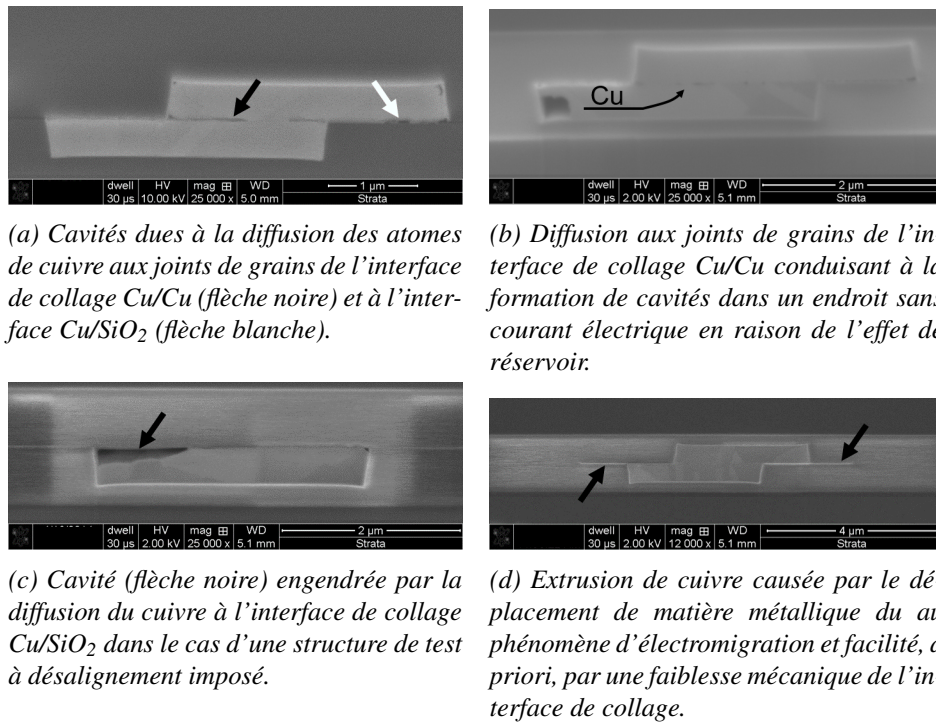 dwell HV mag WD 1 µm
30 µs 10.00 kV 25 000 x 5.0 mm Strata
(a) Cavités dues à la diffusion des atomes
de cuivre aux joints de grains de l'interface
de collage Cu/Cu (flèche noire) et à l'inter-
face Cu/SiO2 (flèche blanche).
Cu
dwell HV mag WD 2 µm
30 µs 2.00 kV 25 000 x 5.1 mm Strata
(b) Diffusion aux joints de grains de l'in-
terface de collage Cu/Cu conduisant à la
formation de cavités dans un endroit sans
courant électrique en raison de l'effet de
réservoir.
dwell HV mag WD 2 µm
30 µs 2.00 kV 25 000 x 5.1 mm Strata
(c) Cavité (flèche noire) engendrée par la
diffusion du cuivre à l'interface de collage
Cu/SiO2 dans le cas d'une structure de test
à désalignement imposé.
dwell HV mag WD 4 µm
30 µs 2.00 kV 12 000 x 5.1 mm Strata
(d) Extrusion de cuivre causée par le dé-
placement de matière métallique du au
phénomène d'électromigration et facilité, a
priori, par une faiblesse mécanique de l'in-
terface de collage.